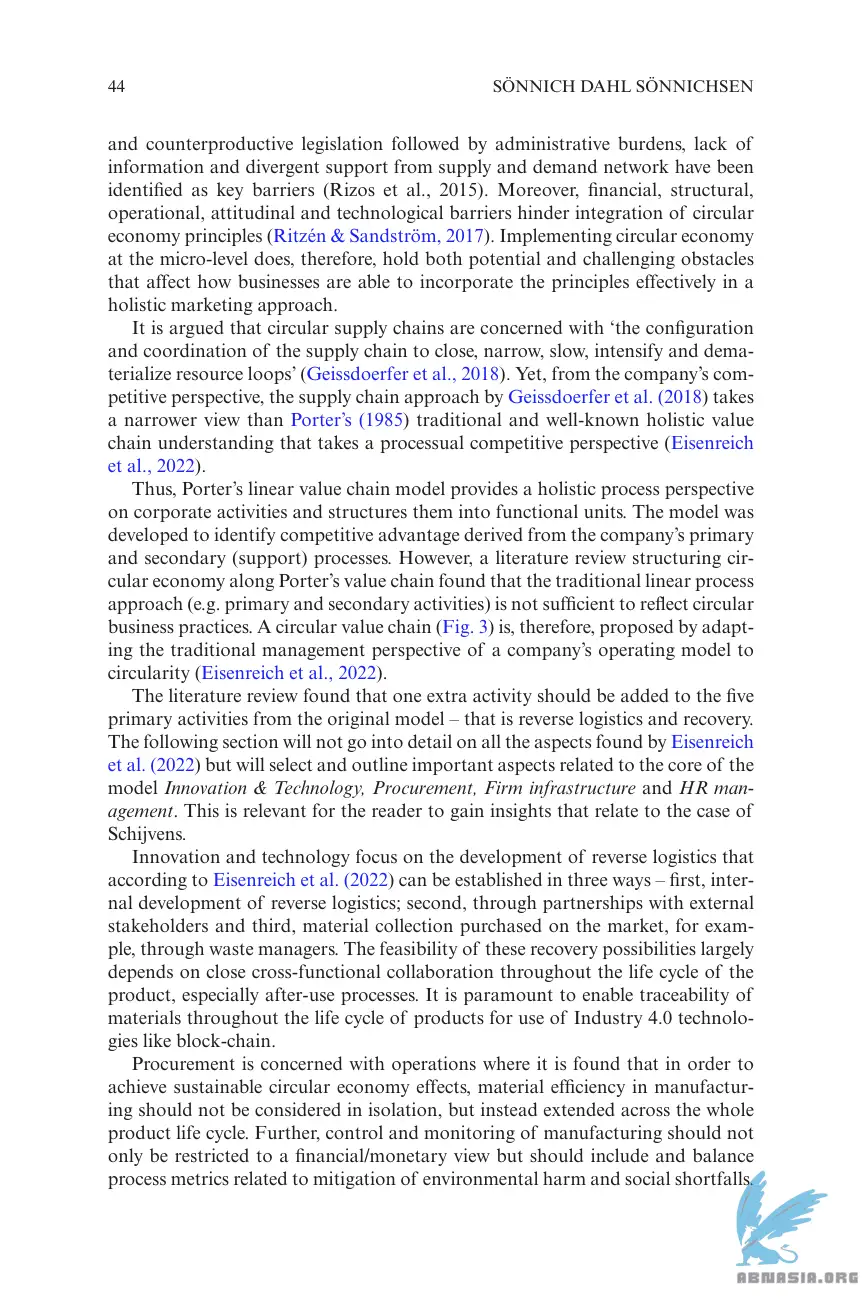 44 SÖNNICH DAHL SÖNNICHSEN
and counterproductive legislation followed by administrative burdens, lack of
information and divergent support from supply and demand network have been
identified as key barriers (Rizos et al., 2015). Moreover, financial, structural,
operational, attitudinal and technological barriers hinder integration of circular
economy principles (Ritzén & Sandström, 2017). Implementing circular economy
at the micro-level does, therefore, hold both potential and challenging obstacles
that affect how businesses are able to incorporate the principles effectively in a
holistic marketing approach.
It is argued that circular supply chains are concerned with ‘the configuration
and coordination of the supply chain to close, narrow, slow, intensify and dema-
terialize resource loops’ (Geissdoerfer et al., 2018). Yet, from the company’s com-
petitive perspective, the supply chain approach by Geissdoerfer et al. (2018) takes
a narrower view than Porter’s (1985) traditional and well-known holistic value
chain understanding that takes a processual competitive perspective (Eisenreich
et al., 2022).
Thus, Porter’s linear value chain model provides a holistic process perspective
on corporate activities and structures them into functional units. The model was
developed to identify competitive advantage derived from the company’s primary
and secondary (support) processes. However, a literature review structuring cir-
cular economy along Porter’s value chain found that the traditional linear process
approach (e.g. primary and secondary activities) is not sufficient to reflect circular
business practices. A circular value chain (Fig. 3) is, therefore, proposed by adapt-
ing the traditional management perspective of a company’s operating model to
circularity (Eisenreich et al., 2022).
The literature review found that one extra activity should be added to the five
primary activities from the original model – that is reverse logistics and recovery.
The following section will not go into detail on all the aspects found by Eisenreich
et al. (2022) but will select and outline important aspects related to the core of the
model Innovation & Technology, Procurement, Firm infrastructure and HR man-
agement. This is relevant for the reader to gain insights that relate to the case of
Schijvens.
Innovation and technology focus on the development of reverse logistics that
according to Eisenreich et al. (2022) can be established in three ways – first, inter-
nal development of reverse logistics; second, through partnerships with external
stakeholders and third, material collection purchased on the market, for exam-
ple, through waste managers. The feasibility of these recovery possibilities largely
depends on close cross-functional collaboration throughout the life cycle of the
product, especially after-use processes. It is paramount to enable traceability of
materials throughout the life cycle of products for use of Industry 4.0 technolo-
gies like block-chain.
Procurement is concerned with operations where it is found that in order to
achieve sustainable circular economy effects, material efficiency in manufactur-
ing should not be considered in isolation, but instead extended across the whole
product life cycle. Further, control and monitoring of manufacturing should not
only be restricted to a financial/monetary view but should include and balance
process metrics related to mitigation of environmental harm and social shortfalls.
ABNASIA.ORG